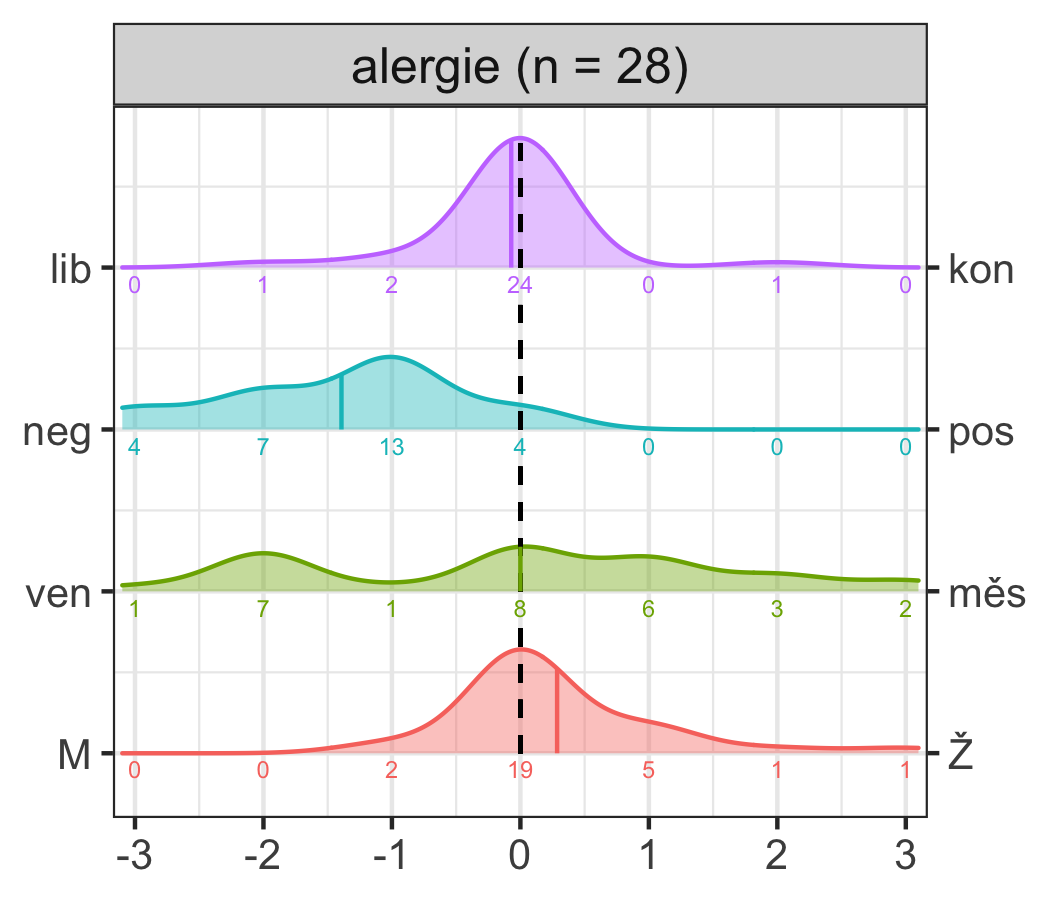 alergie (n = 28)
lib kon
0 1 2 24 0 1 0
neg pos
4 7 13 4 0 0 0
ven měs
1 7 1 8 6 3 2
M Ž
0 0 2 19 5 1 1
-3 -2 -1 0 1 2 3